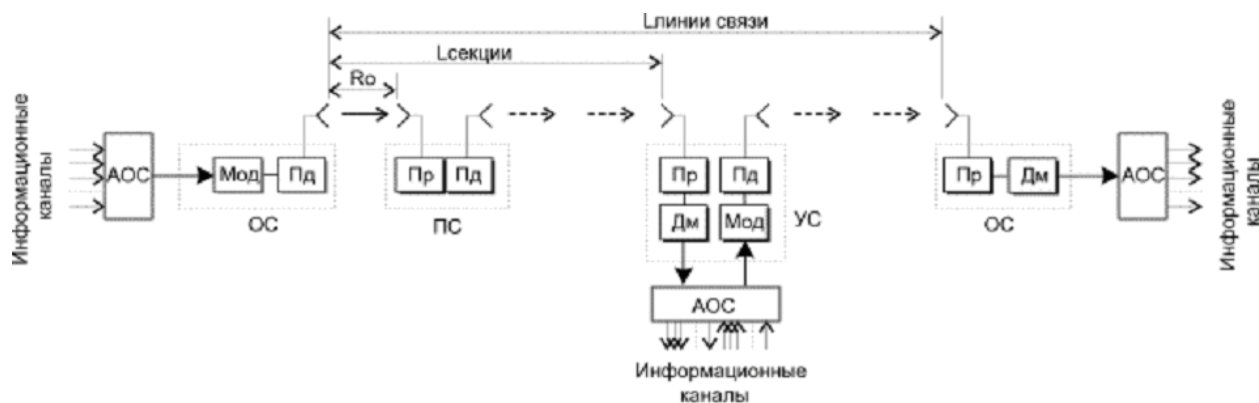 Lлинии связи
Lсекции
Ro
Информационные
каналы
АОС
Мод
Пд
ОС
Пр
Пд
ПС
Пр
Пд
Дм
Мод
УС
АОС
Информационные
каналы
Пр
Дм
ОС
АОС
Информационные
каналы